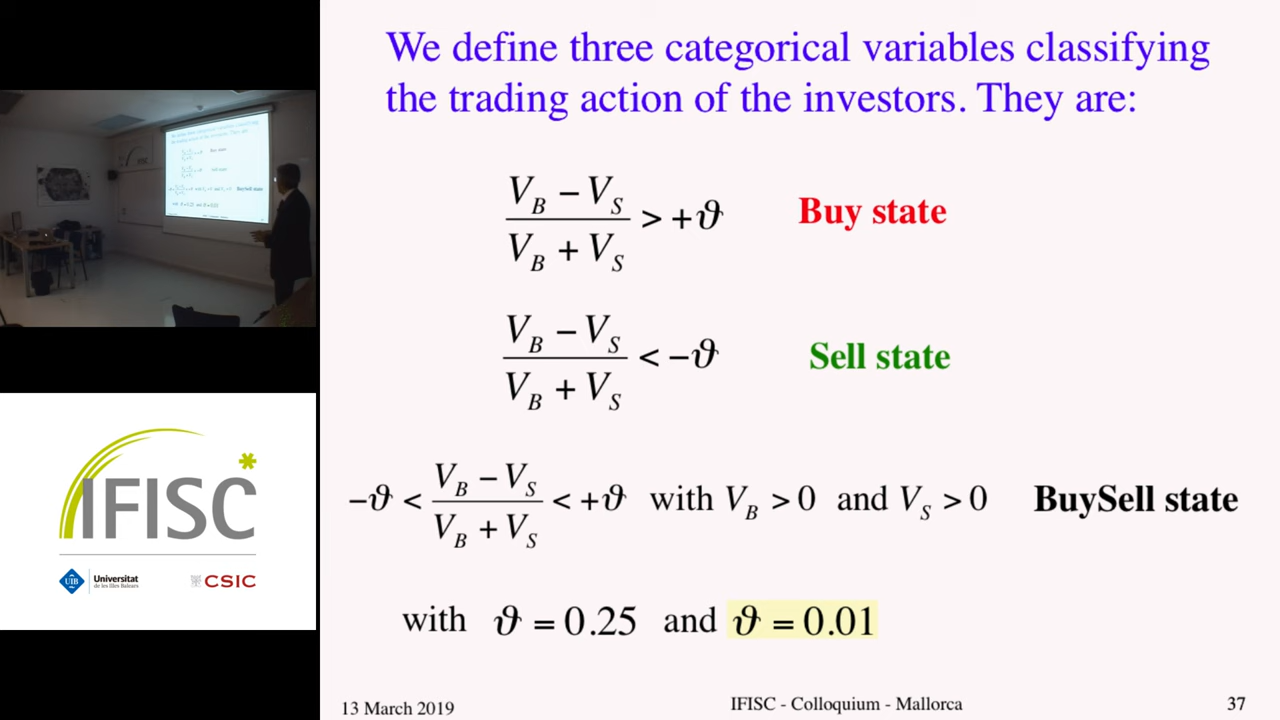 We define three categorical variables classifying
the trading action of the investors. They are:
(V_B − V_S) / (V_B + V_S) > +ϑ Buy state
(V_B − V_S) / (V_B + V_S) < −ϑ Sell state
−ϑ < (V_B − V_S) / (V_B + V_S) < +ϑ with V_B > 0 and V_S > 0 BuySell state
with ϑ = 0.25 and ϑ = 0.01
13 March 2019 IFISC - Colloquium - Mallorca 37
IFISC
UIB Universitat
de les Illes Balears
CSIC